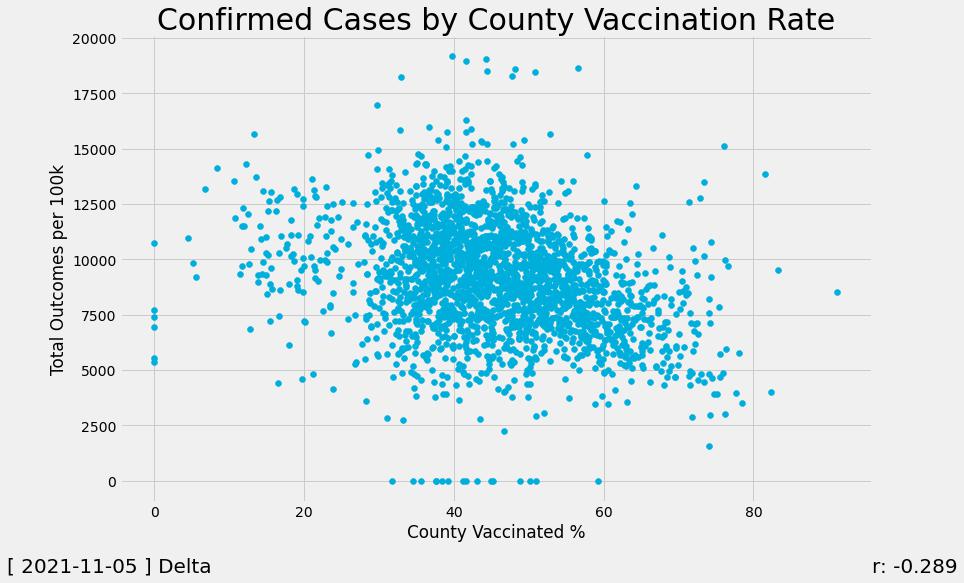 Confirmed Cases by County Vaccination Rate
20000
17500
15000
12500
10000
7500
5000
2500
0
Total Outcomes per 100k
0 20 40 60 80
County Vaccinated %
[ 2021-11-05 ] Delta
r: -0.289